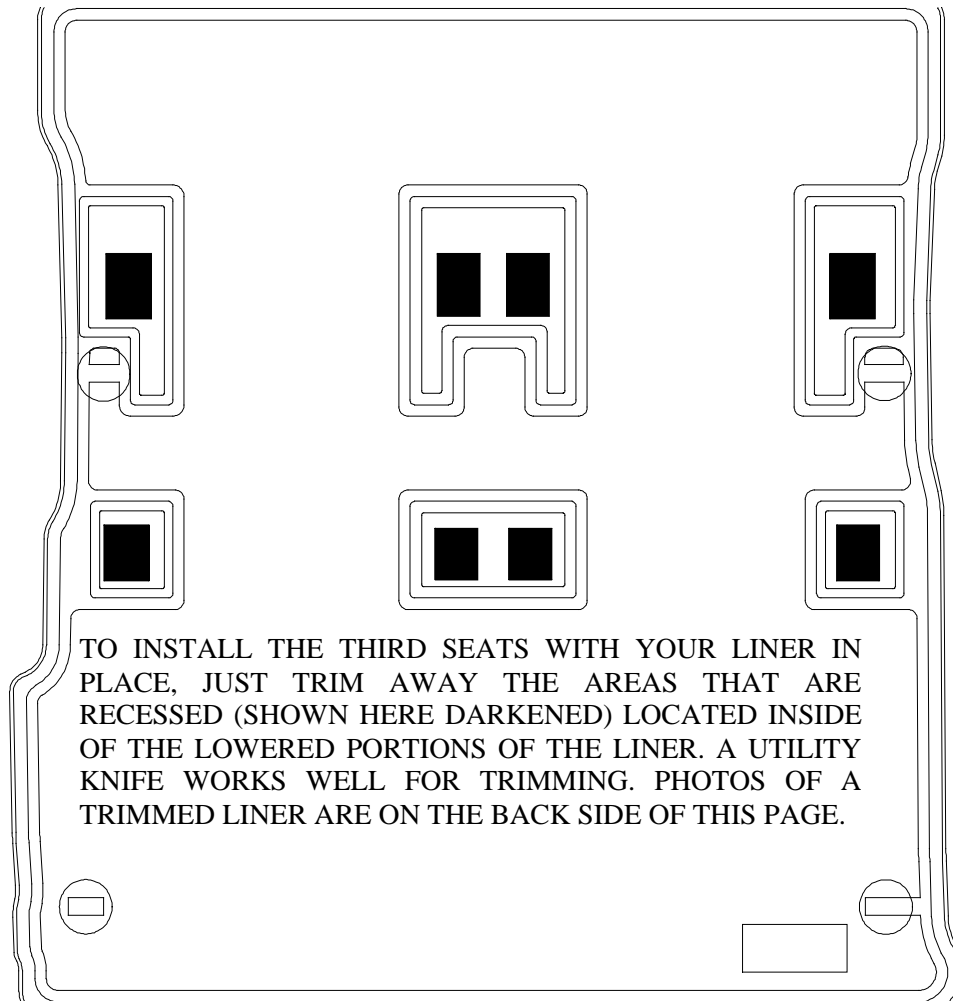 TO INSTALL THE THIRD SEATS WITH YOUR LINER IN
PLACE, JUST TRIM AWAY THE AREAS THAT ARE
RECESSED (SHOWN HERE DARKENED) LOCATED INSIDE
OF THE LOWERED PORTIONS OF THE LINER. A UTILITY
KNIFE WORKS WELL FOR TRIMMING. PHOTOS OF A
TRIMMED LINER ARE ON THE BACK SIDE OF THIS PAGE.